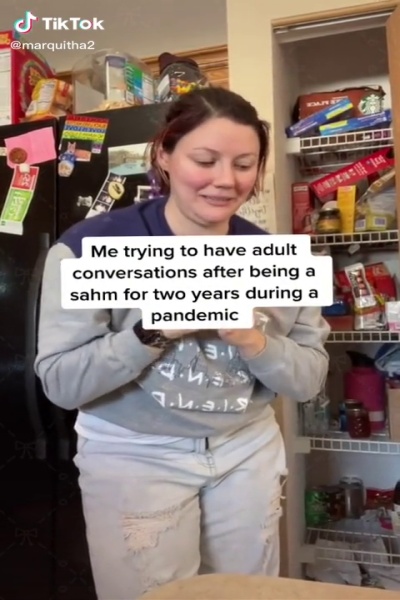 TikTok
@marquitha2
Me trying to have adult
conversations after being a
sahm for two years during a
pandemic